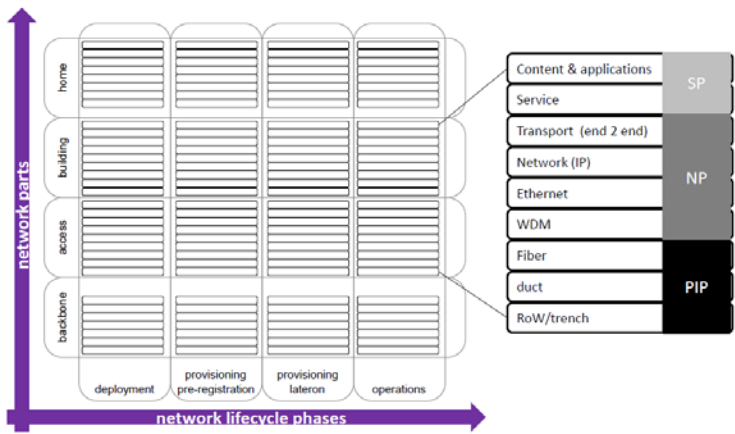 network parts
home
building
access
backbone
deployment
provisioning
pre-registration
provisioning
lateron
operations
network lifecycle phases
Content & applications
Service
Transport (end 2 end)
Network (IP)
Ethernet
WDM
Fiber
duct
RoW/trench
SP
NP
PIP